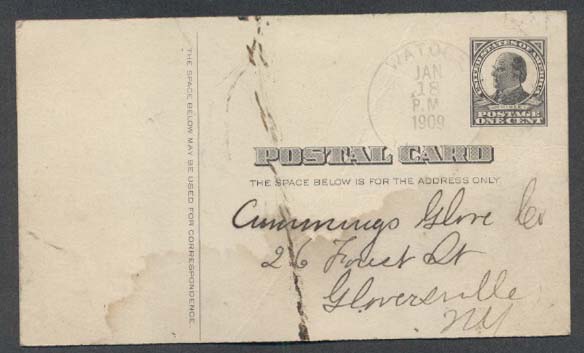 THE SPACE BELOW MAY BE USED FOR CORRESPONDENCE.
JAN
18
P.M
1909
UNITED STATES OF AMERICA
POSTAGE
ONE CENT
POSTAL CARD
THE SPACE BELOW IS FOR THE ADDRESS ONLY.
Cummings Glove Co
26 Forest St
Gloversville
NY